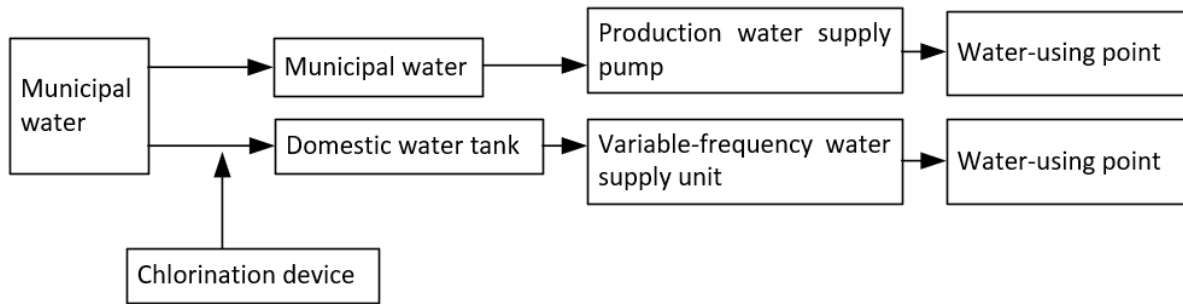 Municipal
water
Municipal water
Production water supply
pump
Water-using point
Domestic water tank
Variable-frequency water
supply unit
Water-using point
Chlorination device